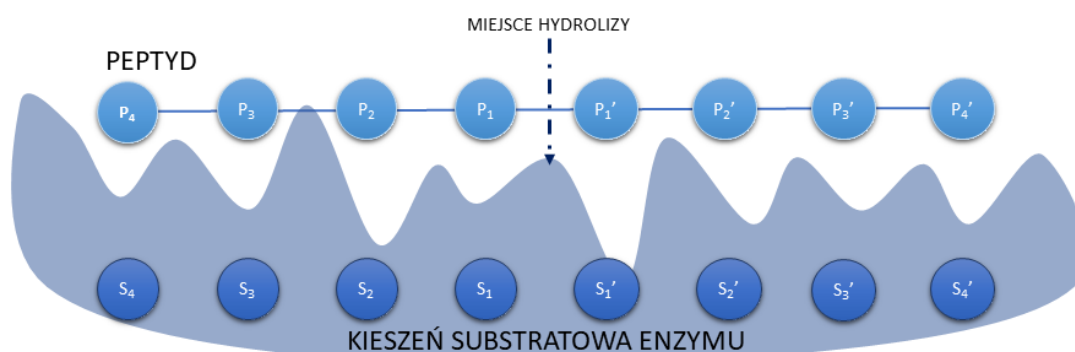 MIEJSCE HYDROLIZY
PEPTYD
P₄ P₃ P₂ P₁ P₁’ P₂’ P₃’ P₄’
S₄ S₃ S₂ S₁ S₁’ S₂’ S₃’ S₄’
KIESZEŃ SUBSTRATOWA ENZYMU